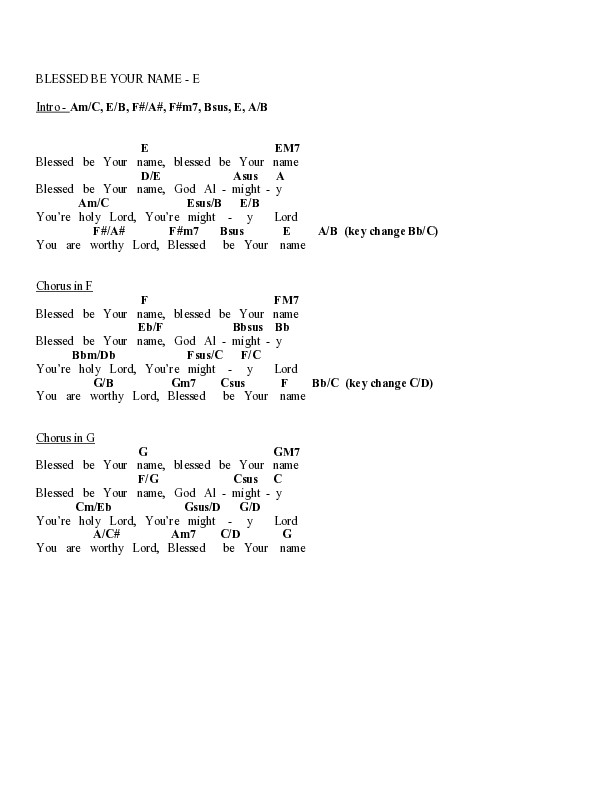 BLESSED BE YOUR NAME - E
Intro - Am/C, E/B, F#/A#, F#m7, Bsus, E, A/B
E EM7
Blessed be Your name, blessed be Your name
D/E Asus A
Blessed be Your name, God Al - might - y
Am/C Esus/B E/B
You're holy Lord, You're might - y Lord
F#/A# F#m7 Bsus E A/B (key change Bb/C)
You are worthy Lord, Blessed be Your name
Chorus in F
F FM7
Blessed be Your name, blessed be Your name
Eb/F Bbsus Bb
Blessed be Your name, God Al - might - y
Bbm/Db Fsus/C F/C
You're holy Lord, You're might - y Lord
G/B Gm7 Csus F Bb/C (key change C/D)
You are worthy Lord, Blessed be Your name
Chorus in G
G GM7
Blessed be Your name, blessed be Your name
F/G Csus C
Blessed be Your name, God Al - might - y
Cm/Eb Gsus/D G/D
You're holy Lord, You're might - y Lord
A/C# Am7 C/D G
You are worthy Lord, Blessed be Your name